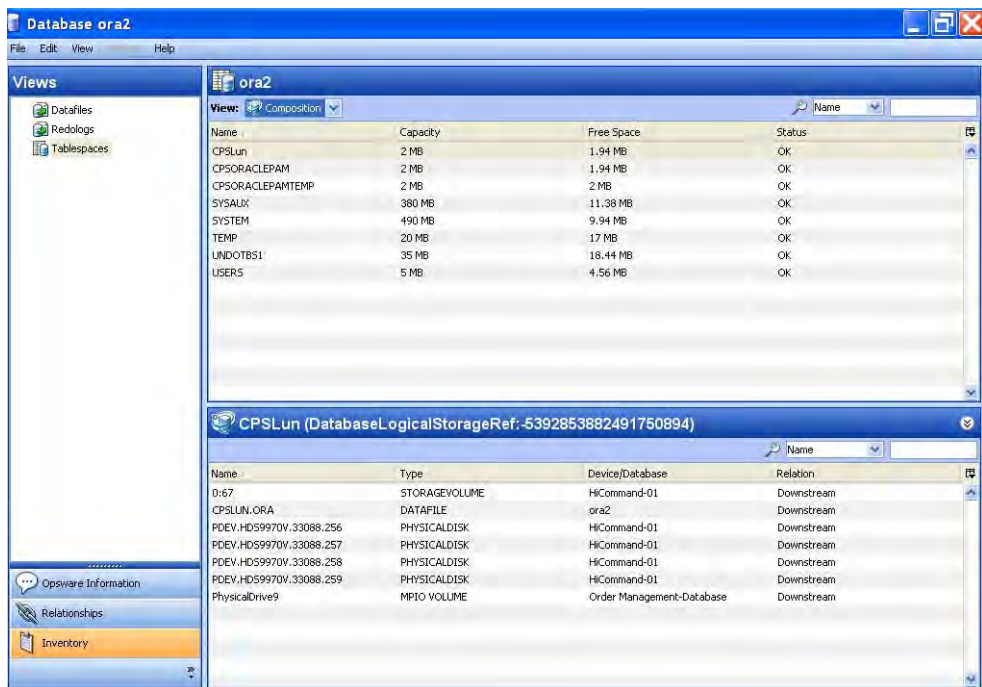 Database ora2
File Edit View Help
Views
Datafiles
Redologs
Tablespaces
Opsware Information
Relationships
Inventory
ora2
View: Composition Name
Name Capacity Free Space Status
CPSLun 2 MB 1.94 MB OK
CPSORACLEPAM 2 MB 1.94 MB OK
CPSORACLEPAMTEMP 2 MB 2 MB OK
SYSAUX 380 MB 11.38 MB OK
SYSTEM 490 MB 9.94 MB OK
TEMP 20 MB 17 MB OK
UNDOTBS1 35 MB 18.44 MB OK
USERS 5 MB 4.56 MB OK
CPSLun (DatabaseLogicalStorageRef:-5392853882491750894)
Name
Name Type Device/Database Relation
0:67 STORAGEVOLUME HiCommand-01 Downstream
CPSLUN.ORA DATAFILE ora2 Downstream
PDEV.HDS9970V.33088.256 PHYSICALDISK HiCommand-01 Downstream
PDEV.HDS9970V.33088.257 PHYSICALDISK HiCommand-01 Downstream
PDEV.HDS9970V.33088.258 PHYSICALDISK HiCommand-01 Downstream
PDEV.HDS9970V.33088.259 PHYSICALDISK HiCommand-01 Downstream
PhysicalDrive9 MPIO VOLUME Order Management-Database Downstream